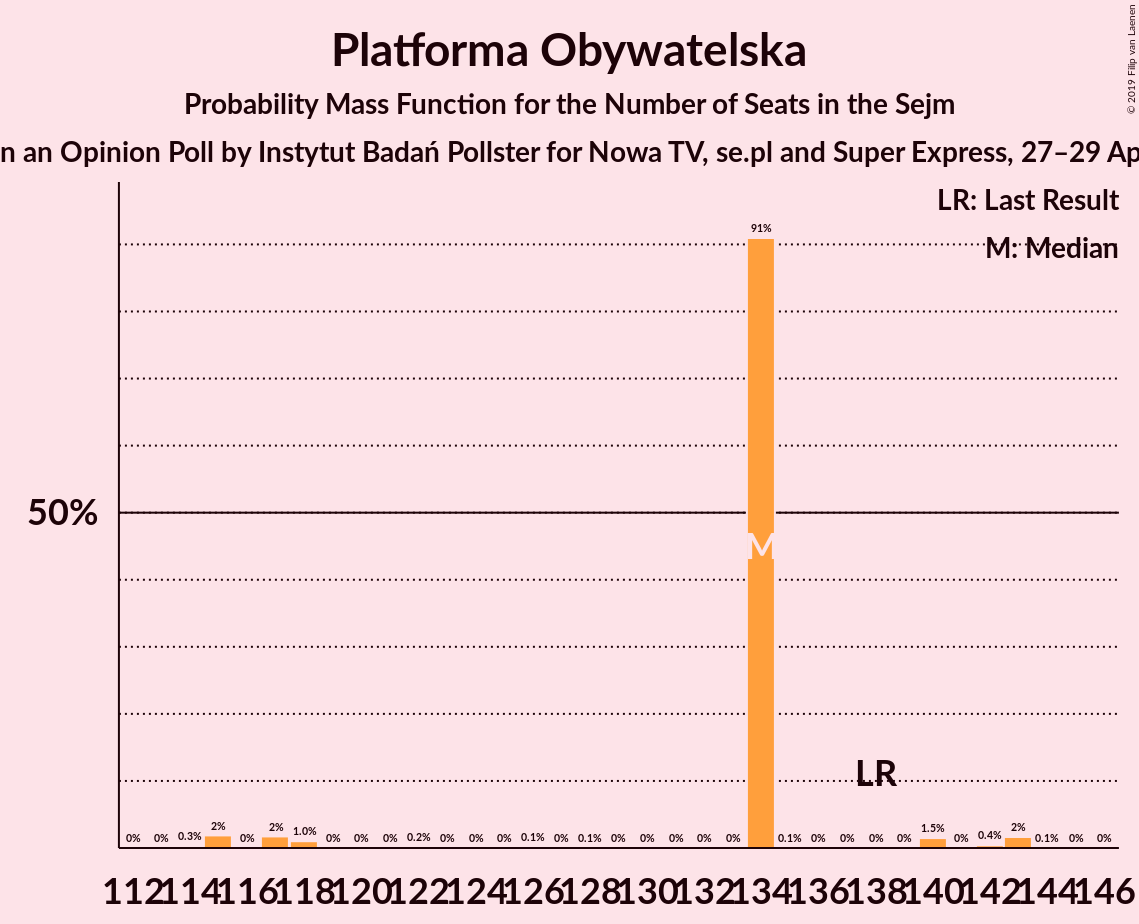 Platforma Obywatelska
Probability Mass Function for the Number of Seats in the Sejm
n an Opinion Poll by Instytut Badań Pollster for Nowa TV, se.pl and Super Express, 27–29 Ap
© 2019 Filip van Laenen
LR: Last Result
M: Median
91%
50%
M
LR
0% 0% 0.3% 2% 0% 2% 1.0% 0% 0% 0% 0.2% 0% 0% 0% 0.1% 0% 0.1% 0% 0% 0% 0% 0% 0.1% 0% 0% 0% 0% 1.5% 0% 0.4% 2% 0.1% 0% 0%
112 114 116 118 120 122 124 126 128 130 132 134 136 138 140 142 144 146